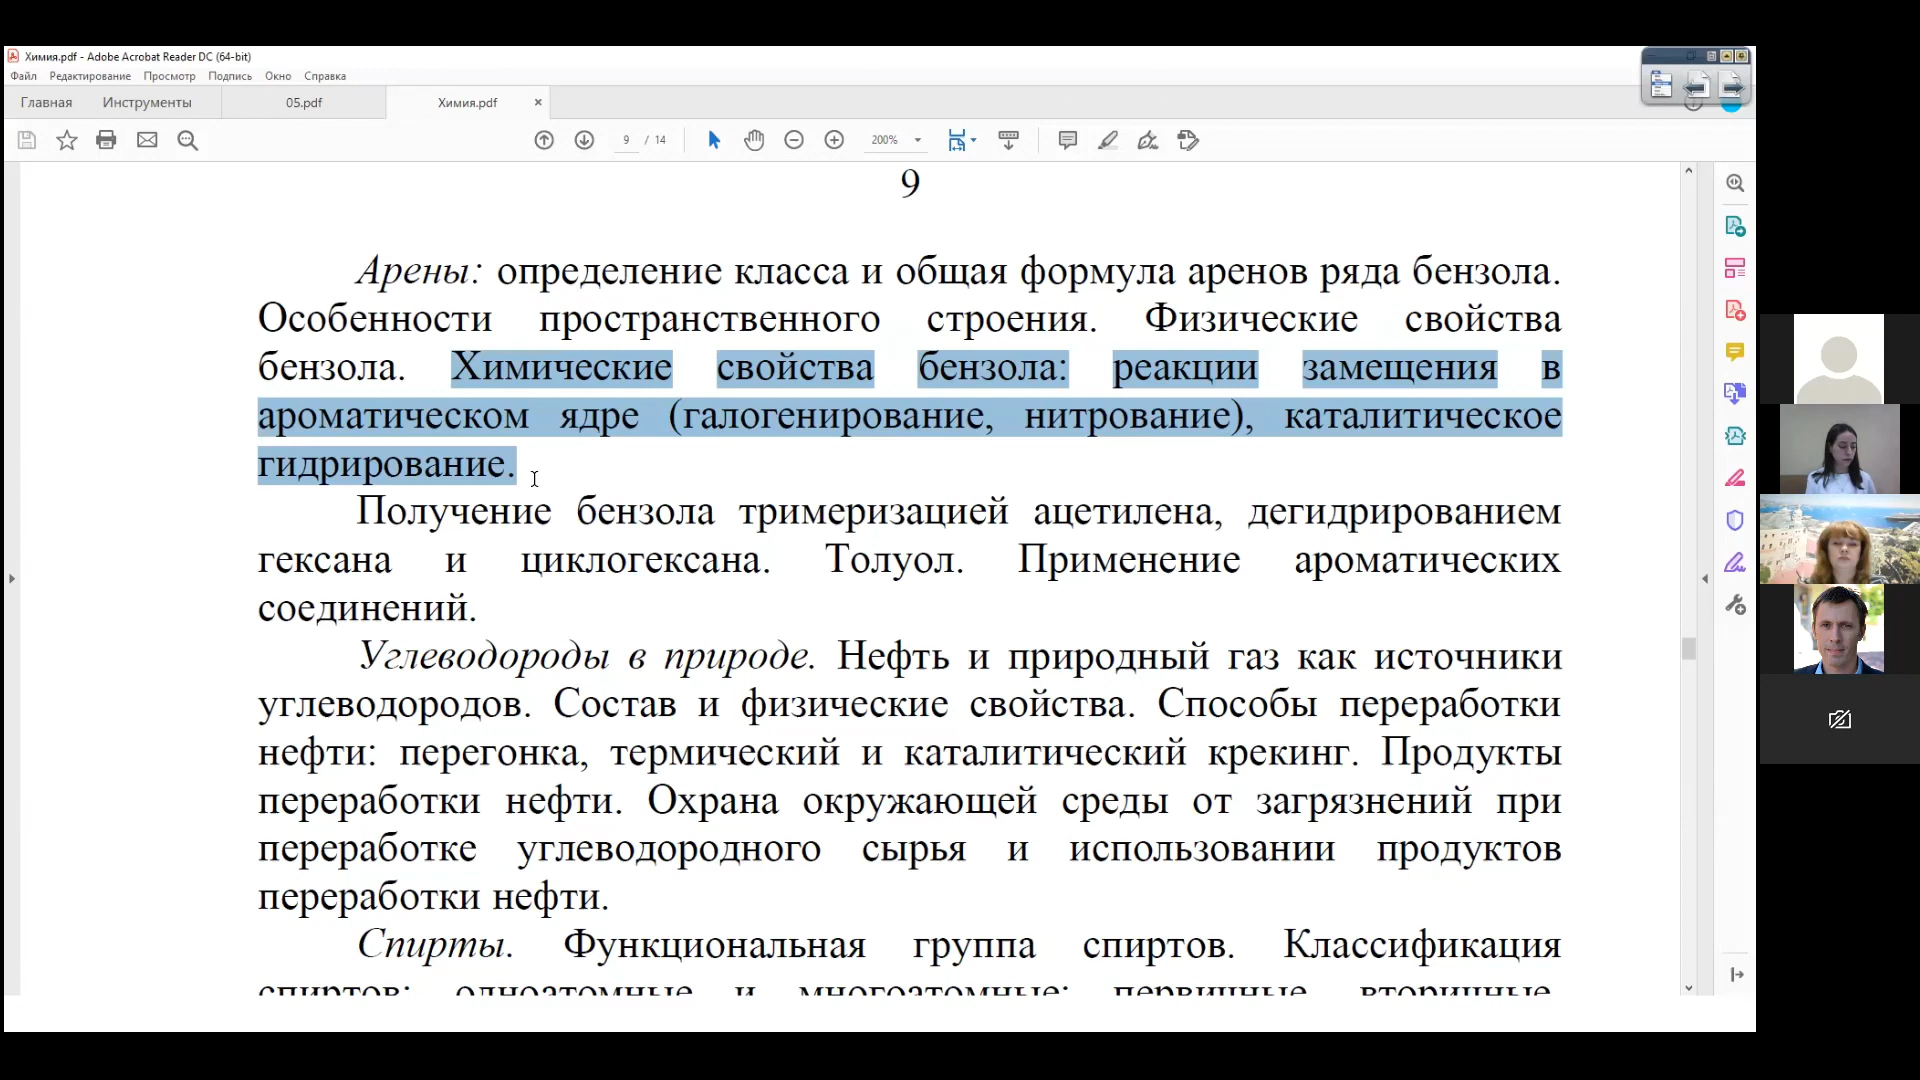 Химия.pdf - Adobe Acrobat Reader DC (64-bit)
Файл Редактирование Просмотр Подпись Окно Справка
Главная Инструменты 05.pdf Химия.pdf ×
9 / 14 200%
9
Арены: определение класса и общая формула аренов ряда бензола.
Особенности пространственного строения. Физические свойства
бензола. Химические свойства бензола: реакции замещения в
ароматическом ядре (галогенирование, нитрование), каталитическое
гидрирование.
Получение бензола тримеризацией ацетилена, дегидрированием
гексана и циклогексана. Толуол. Применение ароматических
соединений.
Углеводороды в природе. Нефть и природный газ как источники
углеводородов. Состав и физические свойства. Способы переработки
нефти: перегонка, термический и каталитический крекинг. Продукты
переработки нефти. Охрана окружающей среды от загрязнений при
переработке углеводородного сырья и использовании продуктов
переработки нефти.
Спирты. Функциональная группа спиртов. Классификация
спиртов: одноатомные и многоатомные; первичные, вторичные,